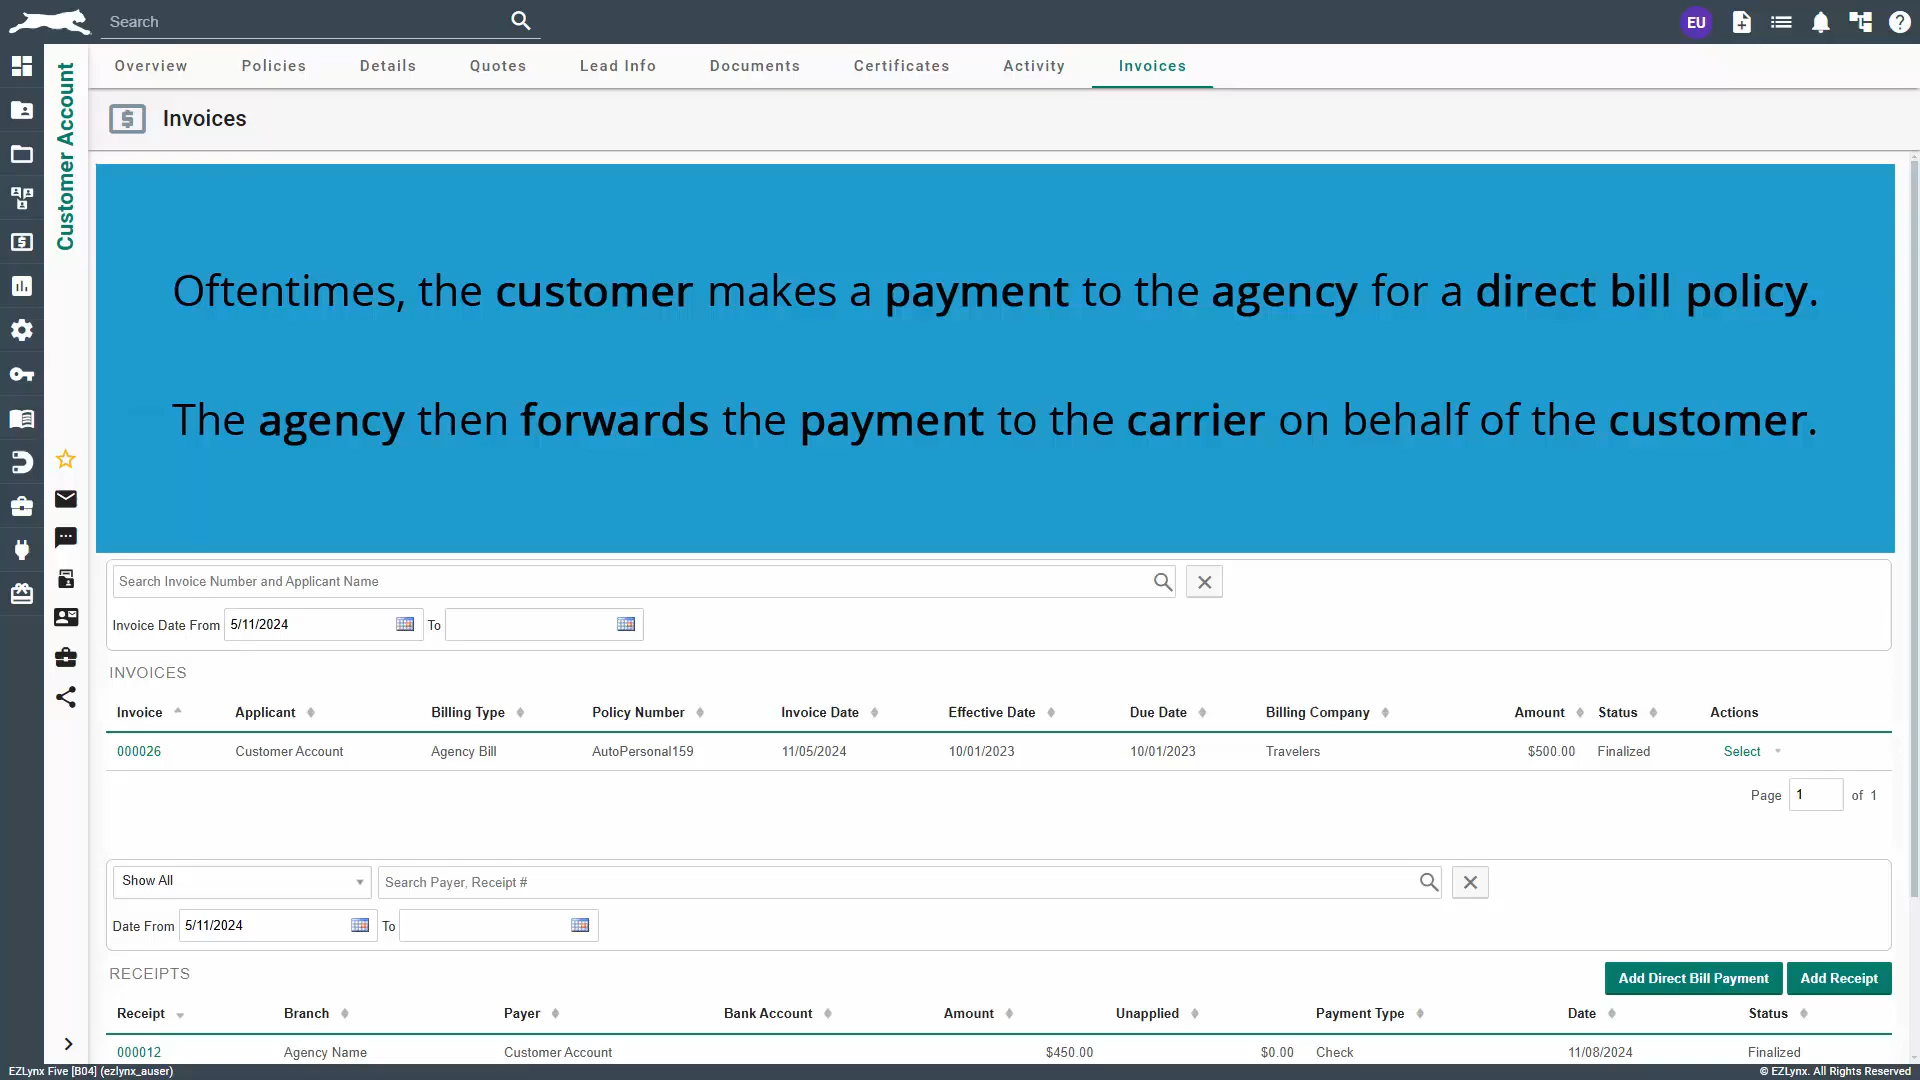 Search
EU
Customer Account
Overview Policies Details Quotes Lead Info Documents Certificates Activity Invoices
Invoices
Oftentimes, the customer makes a payment to the agency for a direct bill policy.
The agency then forwards the payment to the carrier on behalf of the customer.
Search Invoice Number and Applicant Name
Invoice Date From 5/11/2024 To
INVOICES
Invoice Applicant Billing Type Policy Number Invoice Date Effective Date Due Date Billing Company Amount Status Actions
000026 Customer Account Agency Bill AutoPersonal159 11/05/2024 10/01/2023 10/01/2023 Travelers $500.00 Finalized Select
Page 1 of 1
Show All Search Payer, Receipt #
Date From 5/11/2024 To
RECEIPTS Add Direct Bill Payment Add Receipt
Receipt Branch Payer Bank Account Amount Unapplied Payment Type Date Status
000012 Agency Name Customer Account $450.00 $0.00 Check 11/08/2024 Finalized
EZLynx Five [B04] (ezlynx_auser) © EZLynx. All Rights Reserved